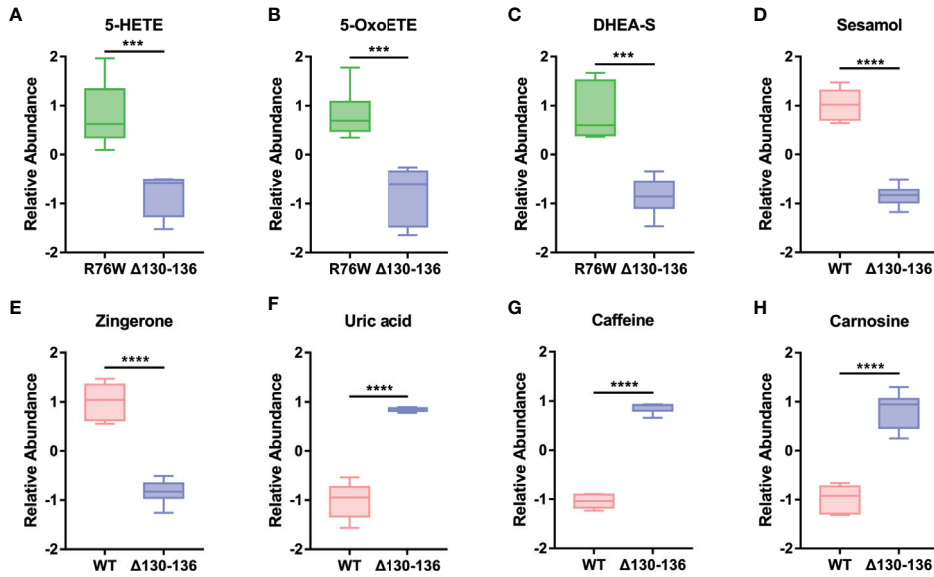 A
5-HETE
***
Relative Abundance
2
1
0
-1
-2
R76W Δ130-136
B
5-OxoETE
***
Relative Abundance
2
1
0
-1
-2
R76W Δ130-136
C
DHEA-S
***
Relative Abundance
2
1
0
-1
-2
R76W Δ130-136
D
Sesamol
****
Relative Abundance
2
1
0
-1
-2
WT Δ130-136
E
Zingerone
****
Relative Abundance
2
1
0
-1
-2
WT Δ130-136
F
Uric acid
****
Relative Abundance
2
1
0
-1
-2
WT Δ130-136
G
Caffeine
****
Relative Abundance
2
1
0
-1
-2
WT Δ130-136
H
Carnosine
****
Relative Abundance
2
1
0
-1
-2
WT Δ130-136